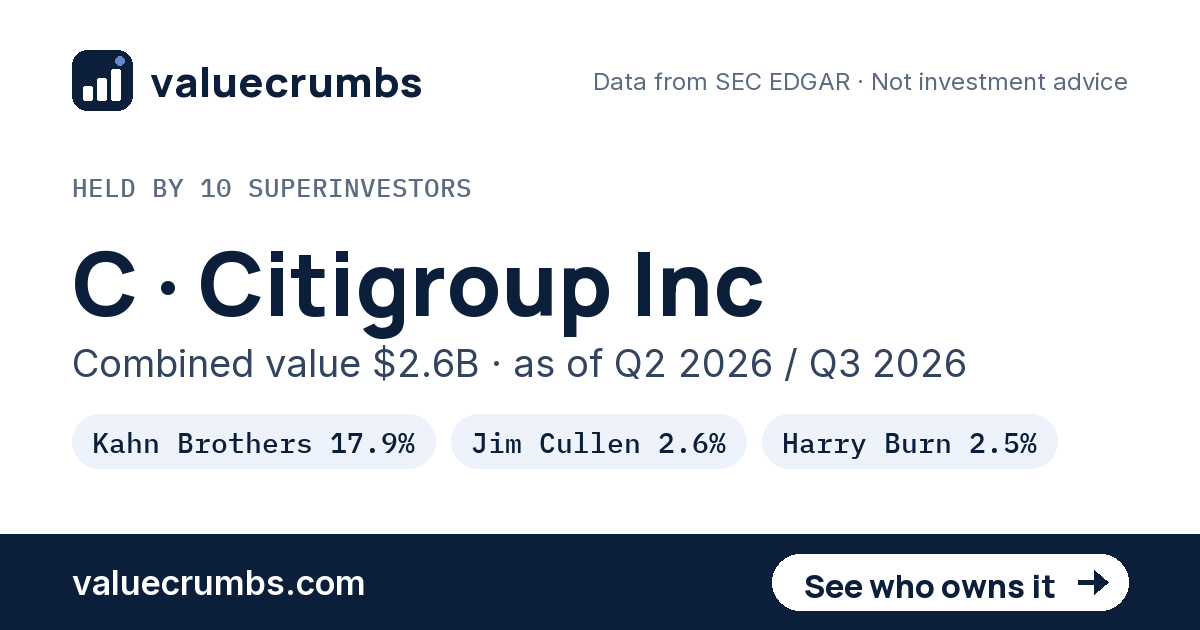 valuecrumbs
Data from SEC EDGAR · Not investment advice
HELD BY 10 SUPERINVESTORS
C · Citigroup Inc
Combined value $2.6B · as of Q2 2026 / Q3 2026
Kahn Brothers 17.9% Jim Cullen 2.6% Harry Burn 2.5%
valuecrumbs.com
See who owns it →